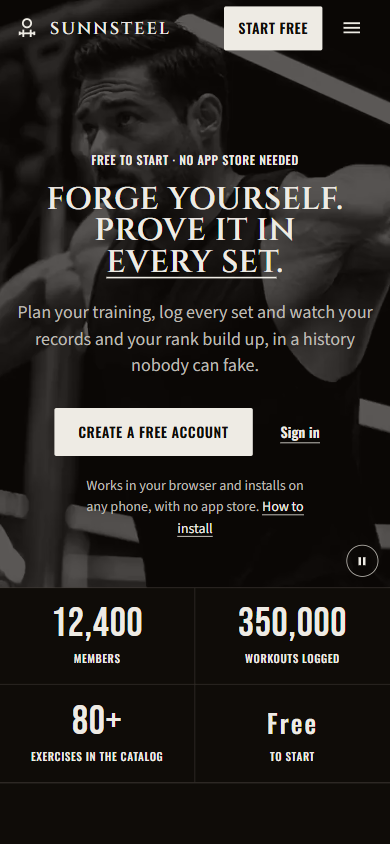 SUNNSTEEL
START FREE
FREE TO START · NO APP STORE NEEDED
FORGE YOURSELF.
PROVE IT IN
EVERY SET.
Plan your training, log every set and watch your
records and your rank build up, in a history
nobody can fake.
CREATE A FREE ACCOUNT
Sign in
Works in your browser and installs on
any phone, with no app store. How to
install
12,400
MEMBERS
350,000
WORKOUTS LOGGED
80+
EXERCISES IN THE CATALOG
Free
TO START